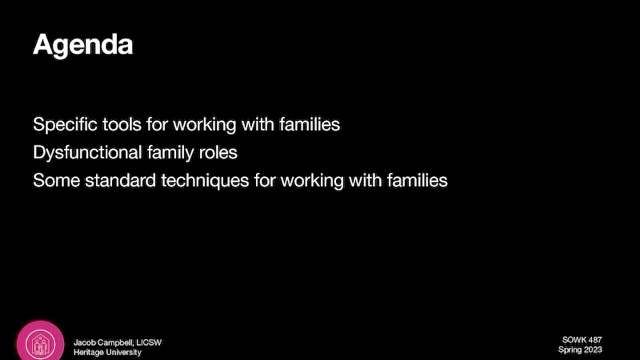 Agenda
Specific tools for working with families
Dysfunctional family roles
Some standard techniques for working with families
Jacob Campbell, LICSW
Heritage University
SOWK 487
Spring 2023